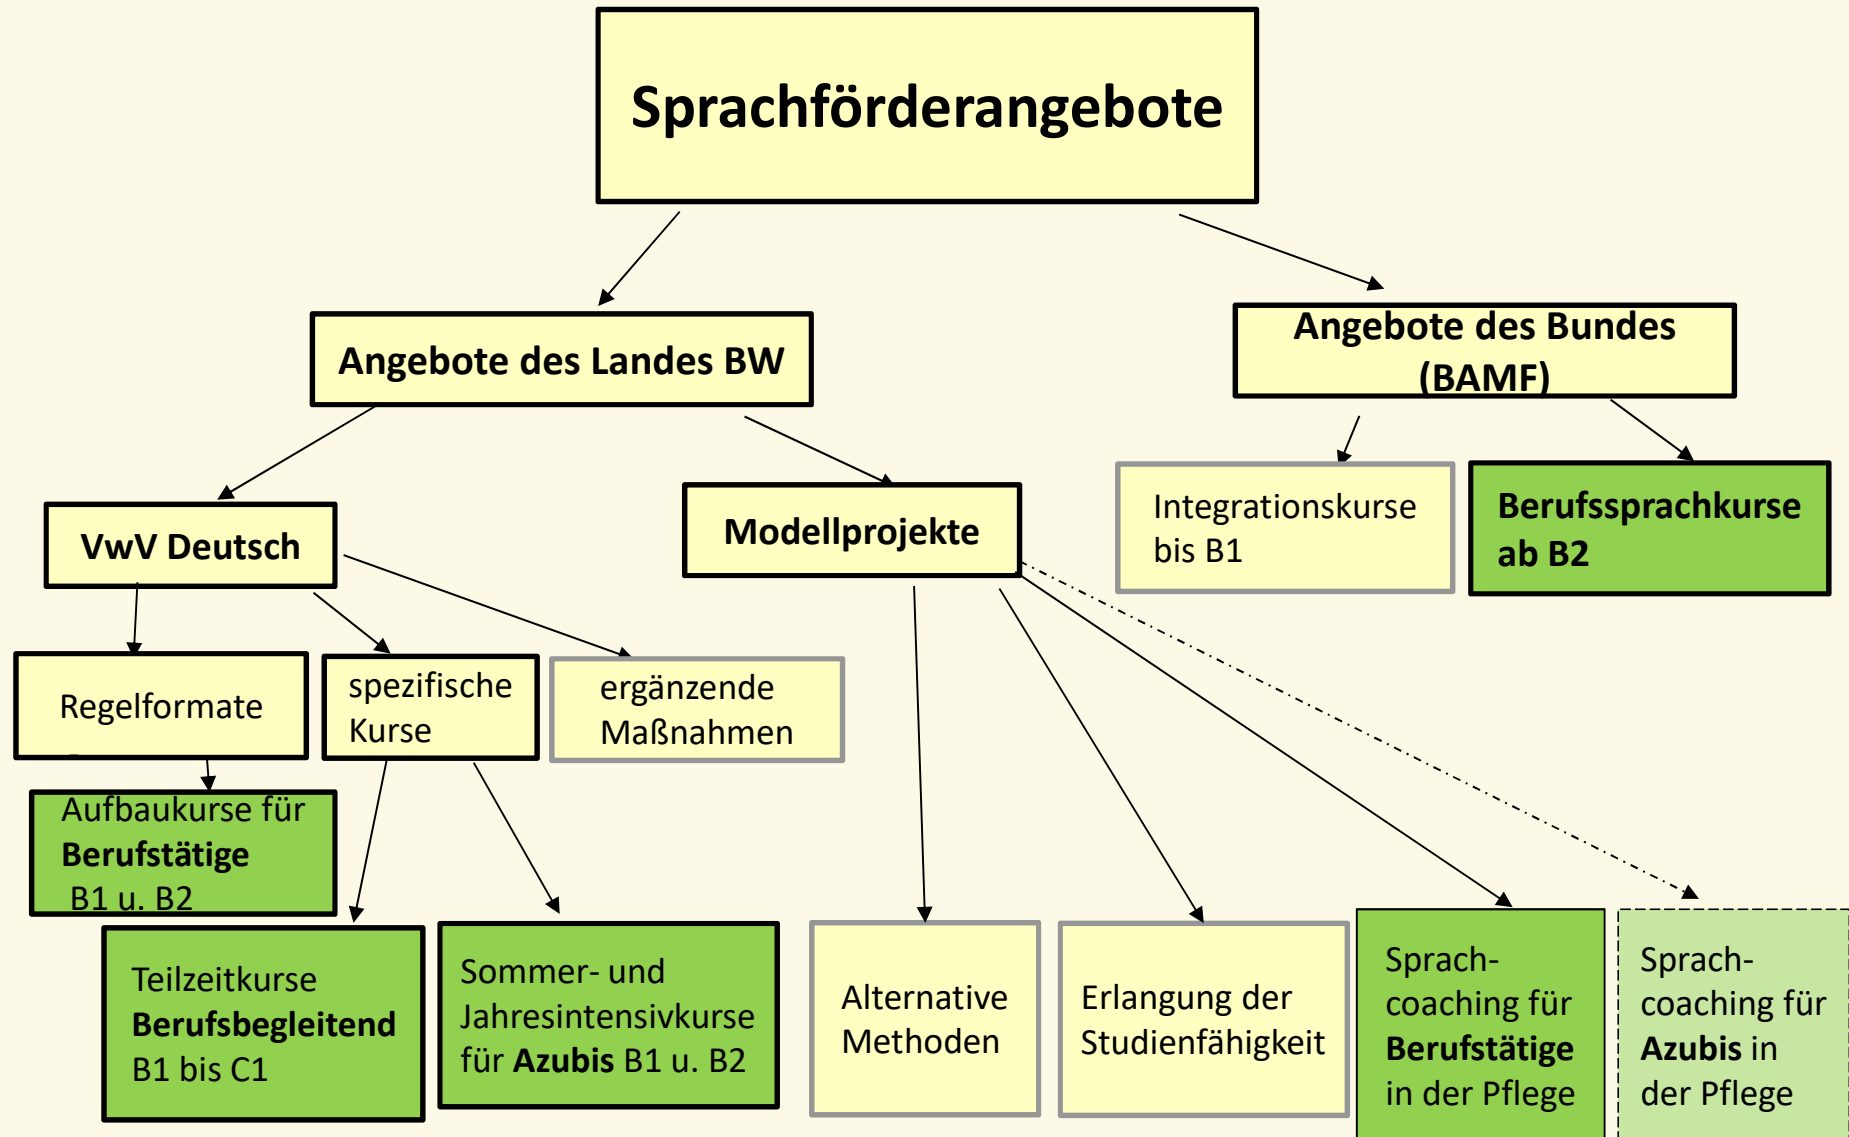 Sprachförderangebote
Angebote des Landes BW
Angebote des Bundes
(BAMF)
VwV Deutsch
Modellprojekte
Integrationskurse
bis B1
Berufssprachkurse
ab B2
Regelformate
spezifische
Kurse
ergänzende
Maßnahmen
Aufbaukurse für
Berufstätige
B1 u. B2
Teilzeitkurse
Berufsbegleitend
B1 bis C1
Sommer- und
Jahresintensivkurse
für Azubis B1 u. B2
Alternative
Methoden
Erlangung der
Studienfähigkeit
Sprach-
coaching für
Berufstätige
in der Pflege
Sprach-
coaching für
Azubis in
der Pflege